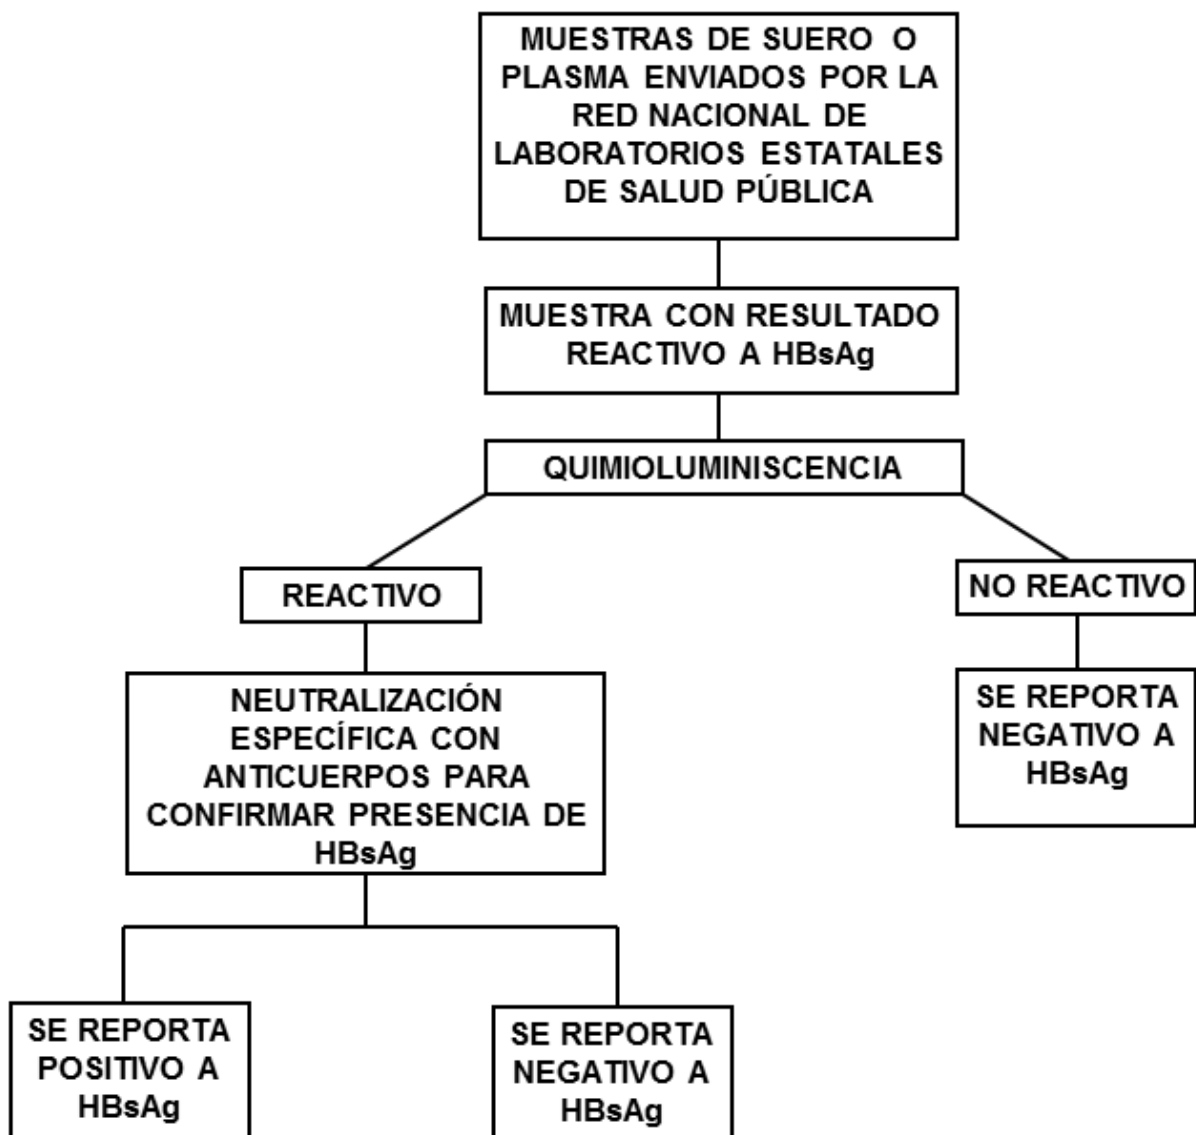 MUESTRAS DE SUERO O
PLASMA ENVIADOS POR LA
RED NACIONAL DE
LABORATORIOS ESTATALES
DE SALUD PÚBLICA
MUESTRA CON RESULTADO
REACTIVO A HBsAg
QUIMIOLUMINISCENCIA
REACTIVO
NO REACTIVO
NEUTRALIZACIÓN
ESPECÍFICA CON
ANTICUERPOS PARA
CONFIRMAR PRESENCIA DE
HBsAg
SE REPORTA
NEGATIVO A
HBsAg
SE REPORTA
POSITIVO A
HBsAg
SE REPORTA
NEGATIVO A
HBsAg